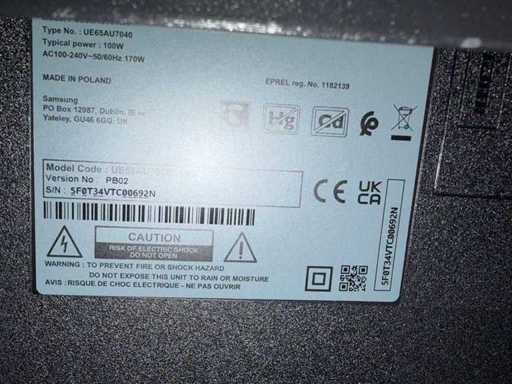 Type No. : UE65AU7040
Typical power : 100W
AC100-240V~50/60Hz 170W
MADE IN POLAND
EPREL reg. No. 1182139
Samsung
PO Box 12987, Dublin. IE or
Yateley, GU46 6GG. UK
Hg
Cd
Model Code :
Version No : PB02
S/N : 5F0T34VTC00692N
CE UK
CA
CAUTION
RISK OF ELECTRIC SHOCK
DO NOT OPEN
WARNING : TO PREVENT FIRE OR SHOCK HAZARD
DO NOT EXPOSE THIS UNIT TO RAIN OR MOISTURE
AVIS : RISQUE DE CHOC ELECTRIQUE - NE PAS OUVRIR
5F0T34VTC00692N